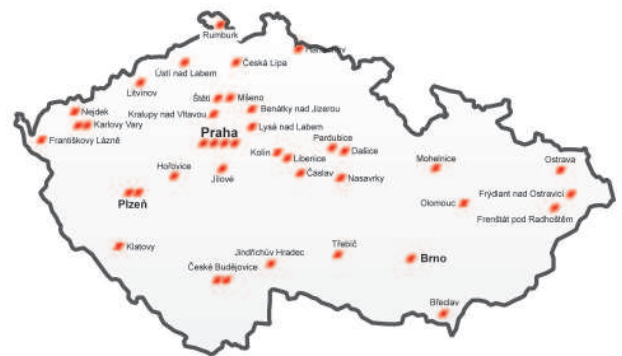 Rumburk
Ústí nad Labem
Česká Lípa
Litvínov
Štětí
Mšeno
Nejdek
Benátky nad Jizerou
Kralupy nad Vltavou
Karlovy Vary
Lysá nad Labem
Praha
Františkovy Lázně
Pardubice
Kolín
Dašice
Libenice
Mohelnice
Ostrava
Hořovice
Jílové
Čáslav
Nasavrky
Frýdlant nad Ostravicí
Plzeň
Olomouc
Frenštát pod Radhoštěm
Klatovy
Jindřichův Hradec
Třebíč
Brno
České Budějovice
Břeclav